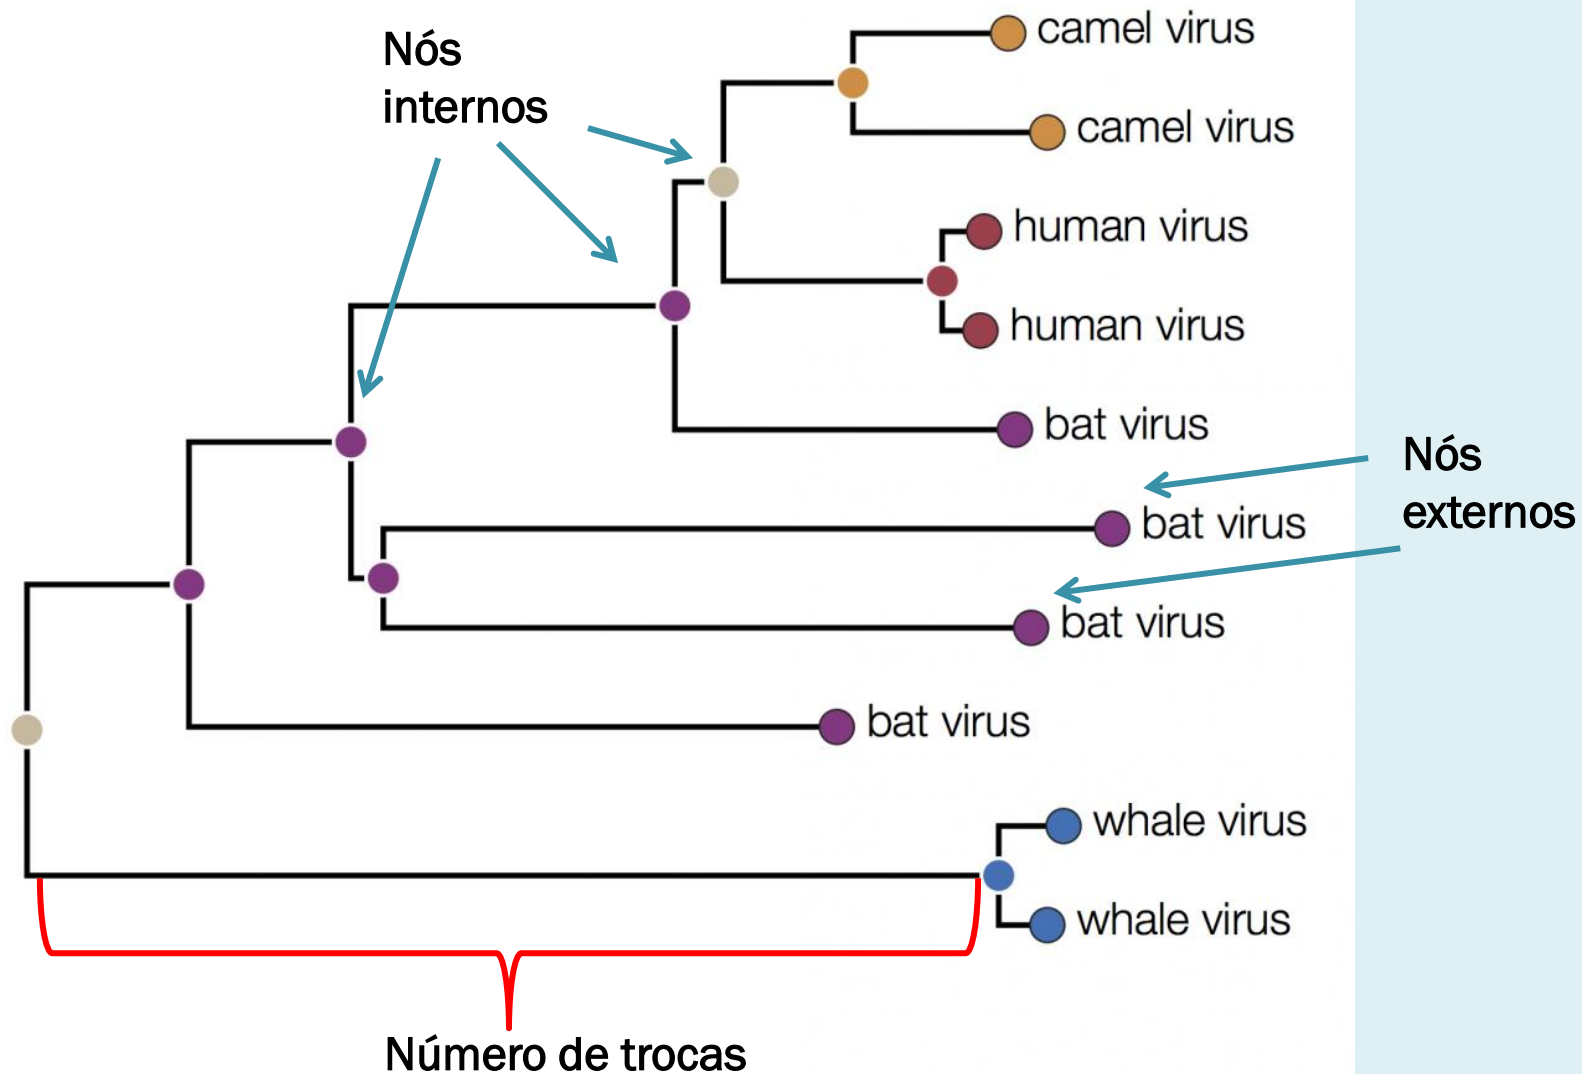 Nós
internos
camel virus
camel virus
human virus
human virus
bat virus
Nós
externos
bat virus
bat virus
bat virus
whale virus
whale virus
Número de trocas